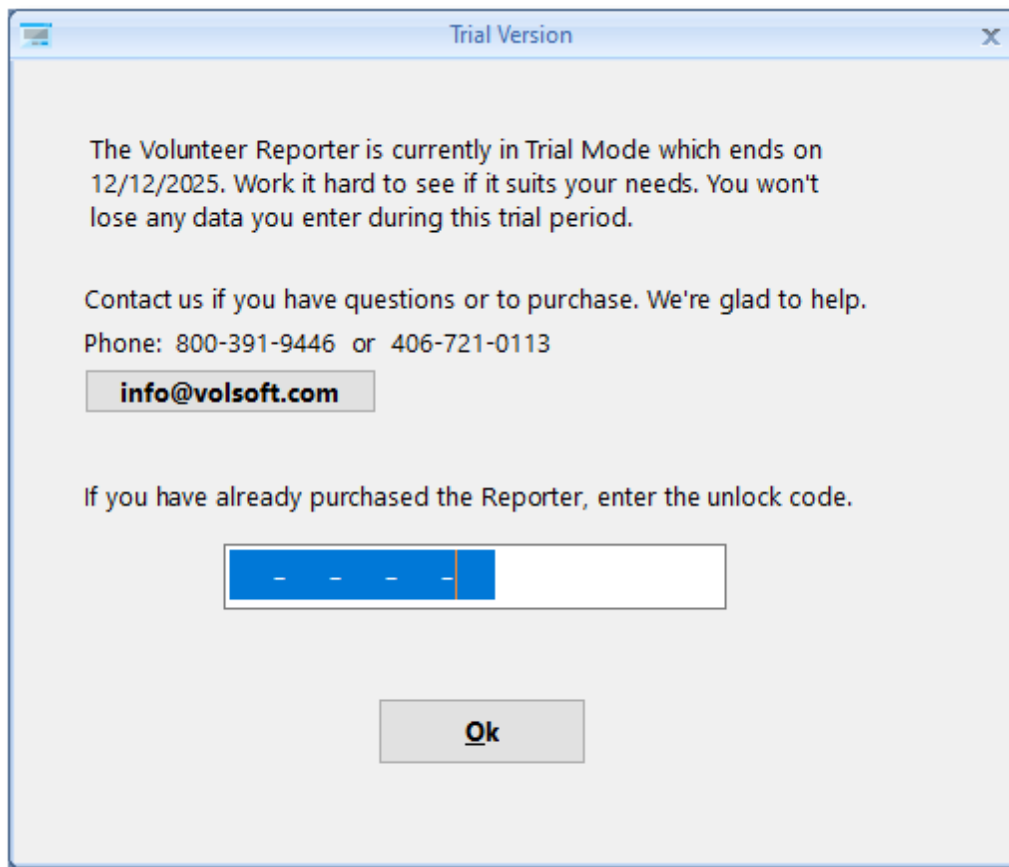 Trial Version
The Volunteer Reporter is currently in Trial Mode which ends on
12/12/2025. Work it hard to see if it suits your needs. You won't
lose any data you enter during this trial period.
Contact us if you have questions or to purchase. We're glad to help.
Phone: 800-391-9446 or 406-721-0113
info@volsoft.com
If you have already purchased the Reporter, enter the unlock code.
- - - -
Ok